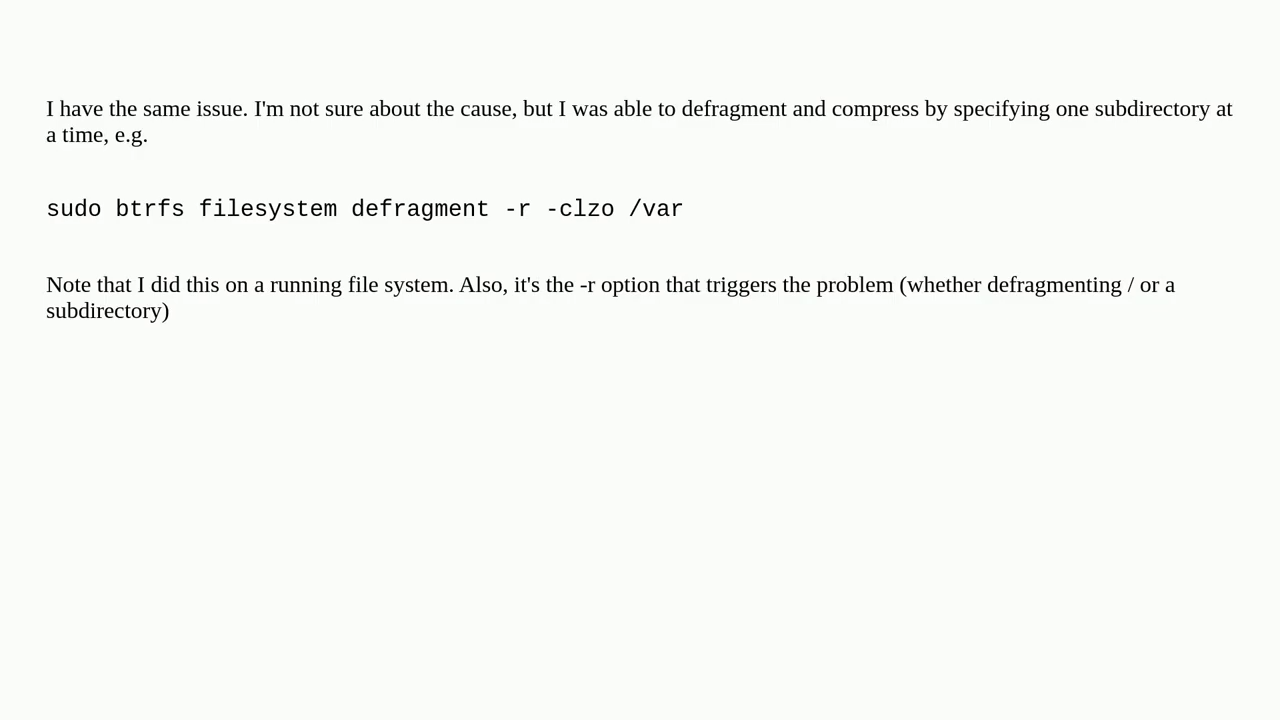 I have the same issue. I'm not sure about the cause, but I was able to defragment and compress by specifying one subdirectory at
a time, e.g.
sudo btrfs filesystem defragment -r -clzo /var
Note that I did this on a running file system. Also, it's the -r option that triggers the problem (whether defragmenting / or a
subdirectory)